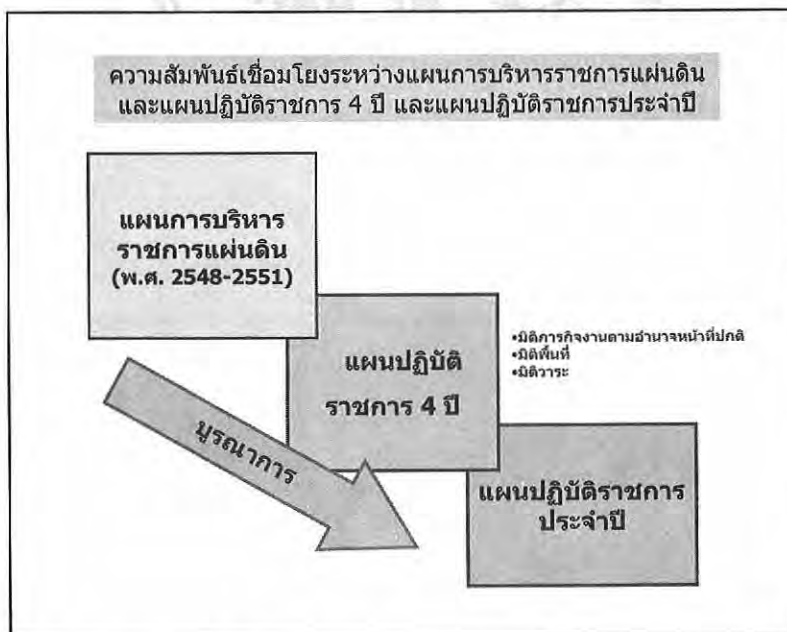 ความสัมพันธ์เชื่อมโยงระหว่างแผนการบริหารราชการแผ่นดิน
และแผนปฏิบัติราชการ 4 ปี และแผนปฏิบัติราชการประจำปี
แผนการบริหาร
ราชการแผ่นดิน
(พ.ศ. 2548-2551)
แผนปฏิบัติ
ราชการ 4 ปี
•มิติภารกิจงานตามอำนาจหน้าที่ปกติ
•มิติพื้นที่
•มิติวาระ
บูรณาการ
แผนปฏิบัติราชการ
ประจำปี